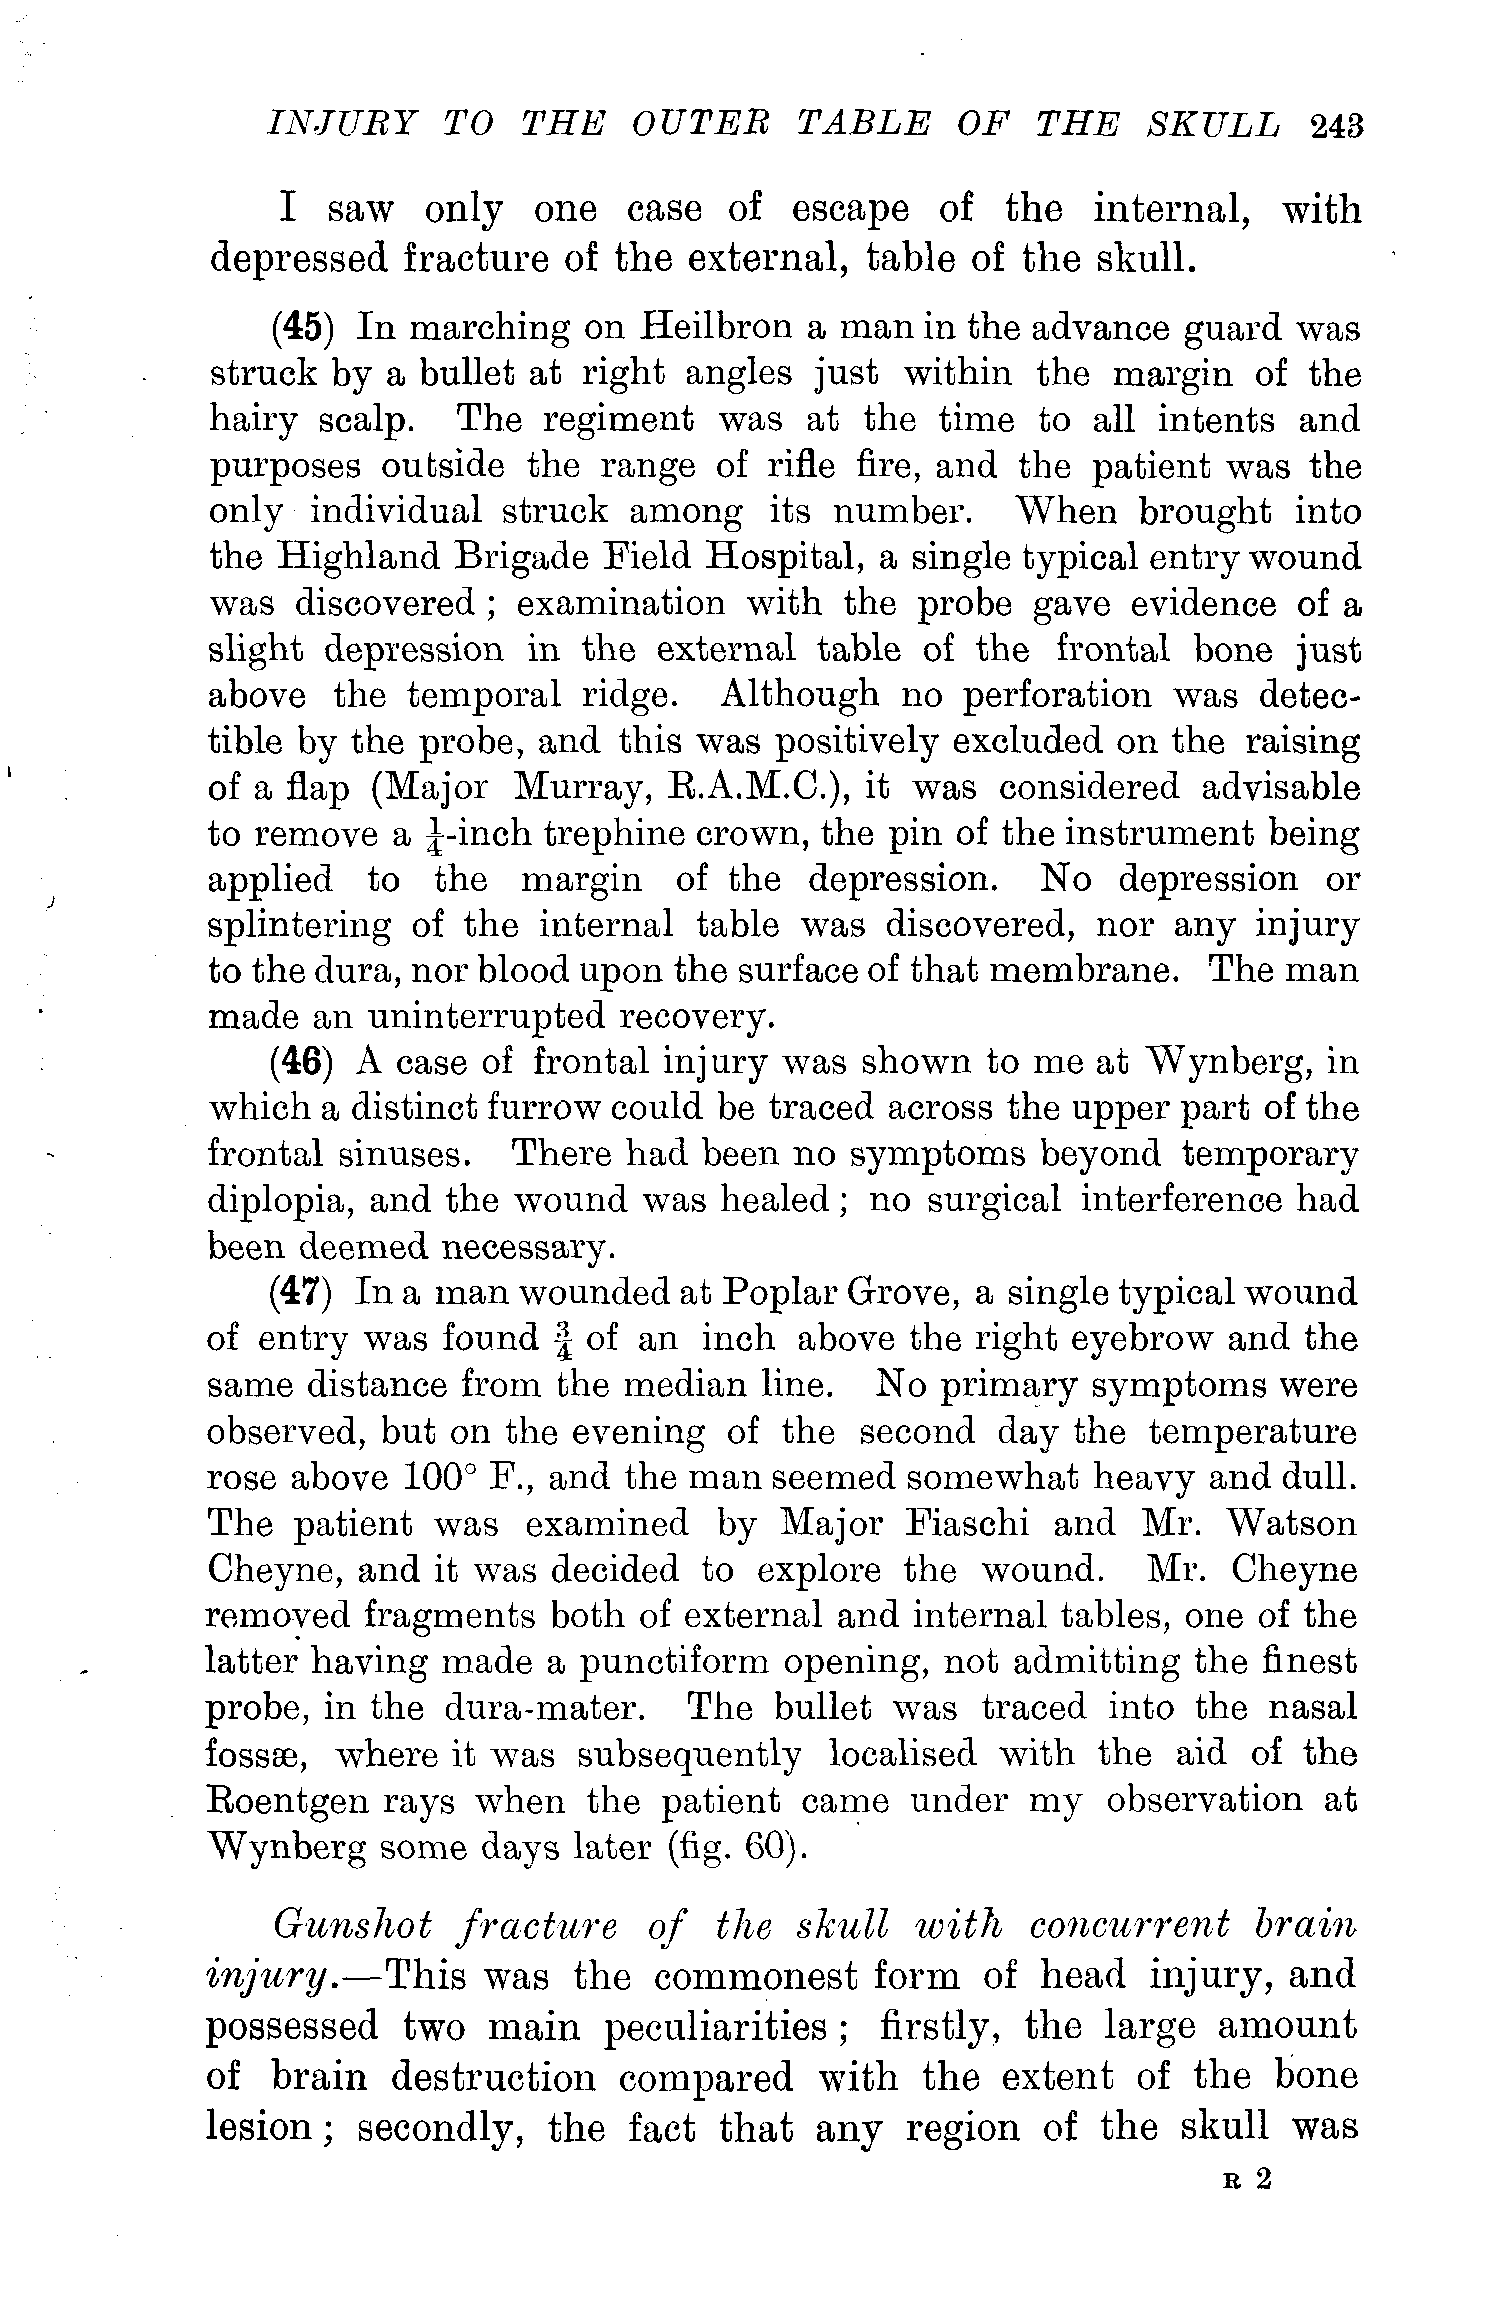 INJURY TO THE OUTER TABLE OF THE SKULL 243
I saw only one case of escape of the internal, with
depressed fracture of the external, table of the skull.
(45) In marching on Heilbron a man in the advance guard was
struck by a bullet at right angles just within the margin of the
hairy scalp. The regiment was at the time to all intents and
purposes outside the range of rifle fire, and the patient was the
only individual struck among its number. When brought into
the Highland Brigade Field Hospital, a single typical entry wound
was discovered ; examination with the probe gave evidence of a
slight depression in the external table of the frontal bone just
above the temporal ridge. Although no perforation was detec-
tible by the probe, and this was positively excluded on the raising
of a flap (Major Murray, R.A.M.C.), it was considered advisable
to remove a ¼-inch trephine crown, the pin of the instrument being
applied to the margin of the depression. No depression or
splintering of the internal table was discovered, nor any injury
to the dura, nor blood upon the surface of that membrane. The man
made an uninterrupted recovery.
(46) A case of frontal injury was shown to me at Wynberg, in
which a distinct furrow could be traced across the upper part of the
frontal sinuses. There had been no symptoms beyond temporary
diplopia, and the wound was healed ; no surgical interference had
been deemed necessary.
(47) In a man wounded at Poplar Grove, a single typical wound
of entry was found ¾ of an inch above the right eyebrow and the
same distance from the median line. No primary symptoms were
observed, but on the evening of the second day the temperature
rose above 100° F., and the man seemed somewhat heavy and dull.
The patient was examined by Major Fiaschi and Mr. Watson
Cheyne, and it was decided to explore the wound. Mr. Cheyne
removed fragments both of external and internal tables, one of the
latter having made a punctiform opening, not admitting the finest
probe, in the dura-mater. The bullet was traced into the nasal
fossæ, where it was subsequently localised with the aid of the
Roentgen rays when the patient came under my observation at
Wynberg some days later (fig. 60).
Gunshot fracture of the skull with concurrent brain
injury.—This was the commonest form of head injury, and
possessed two main peculiarities ; firstly, the large amount
of brain destruction compared with the extent of the bone
lesion ; secondly, the fact that any region of the skull was
R 2